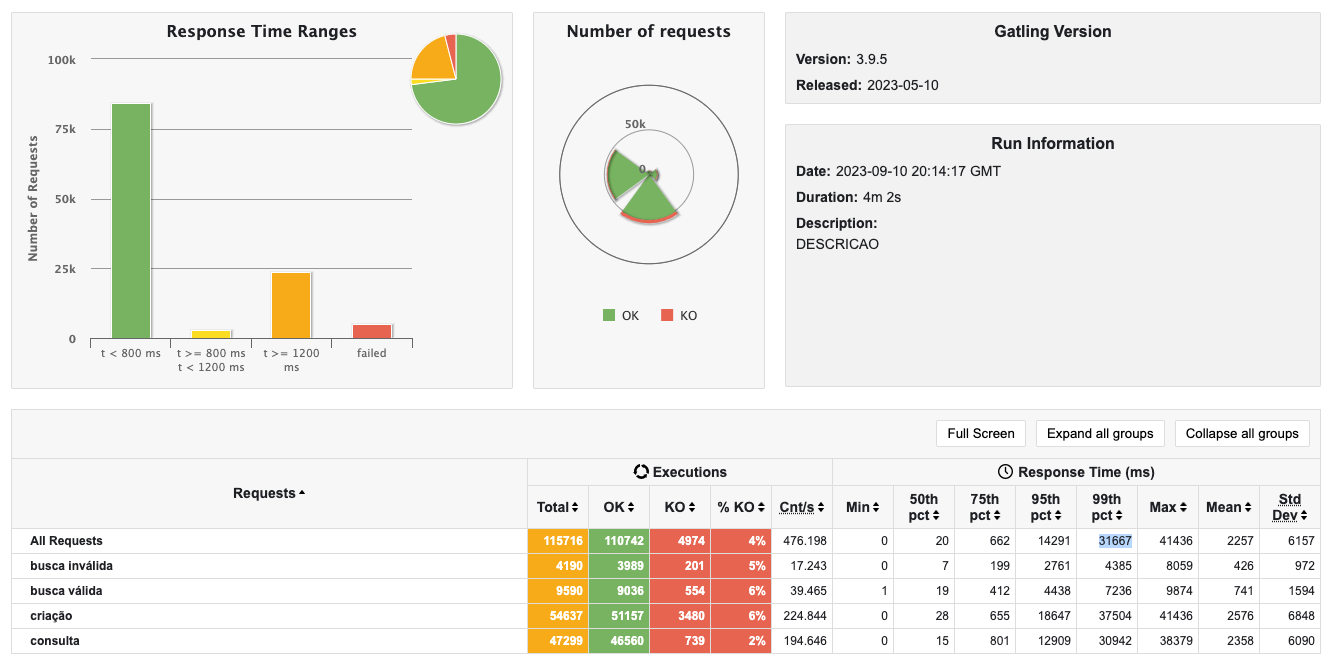 Response Time Ranges
100k
75k
50k
25k
0
Number of Requests
t < 800 ms
t >= 800 ms
t < 1200 ms
t >= 1200
ms
failed
Number of requests
50k
0
OK
KO
Gatling Version
Version: 3.9.5
Released: 2023-05-10
Run Information
Date: 2023-09-10 20:14:17 GMT
Duration: 4m 2s
Description:
DESCRICAO
Full Screen Expand all groups Collapse all groups
Requests
Executions
Response Time (ms)
Total OK KO % KO Cnt/s Min 50th pct 75th pct 95th pct 99th pct Max Mean Std Dev
All Requests 115716 110742 4974 4% 476.198 0 20 662 14291 31667 41436 2257 6157
busca inválida 4190 3989 201 5% 17.243 0 7 199 2761 4385 8059 426 972
busca válida 9590 9036 554 6% 39.465 1 19 412 4438 7236 9874 741 1594
criação 54637 51157 3480 6% 224.844 0 28 655 18647 37504 41436 2576 6848
consulta 47299 46560 739 2% 194.646 0 15 801 12909 30942 38379 2358 6090